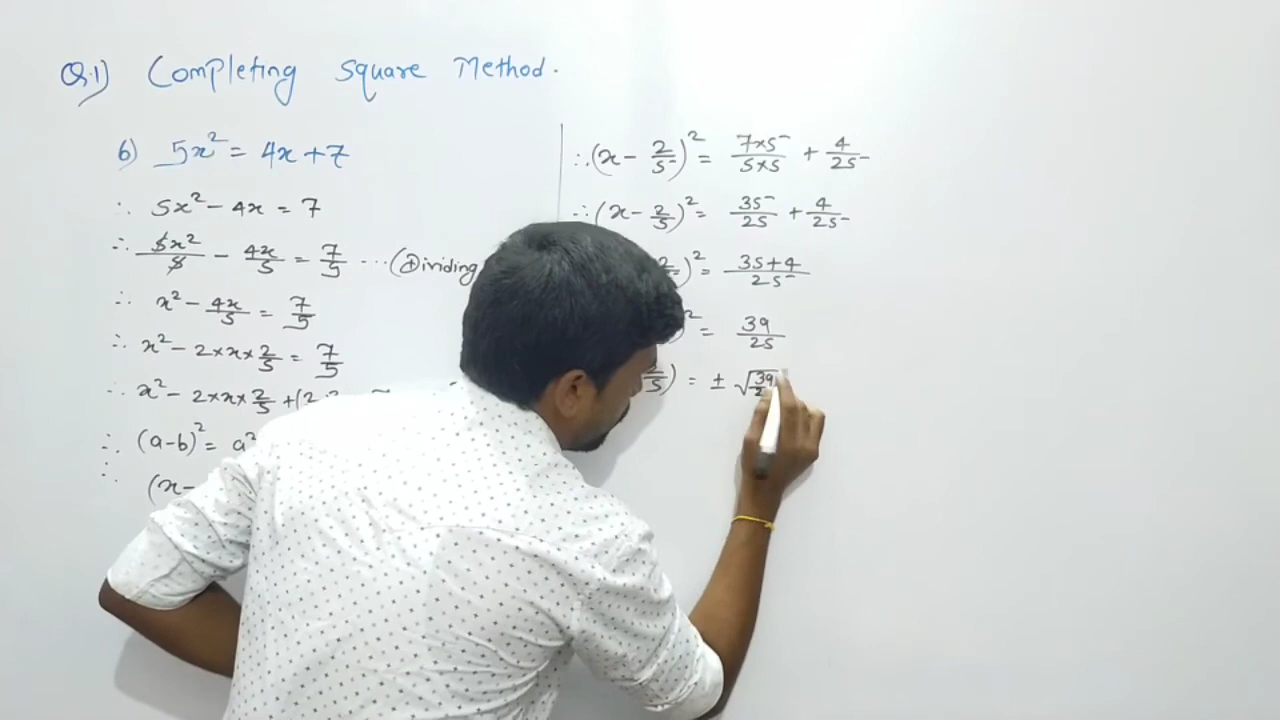 Q.1) Completing Square Method.
6) 5x² = 4x + 7
∴ 5x² - 4x = 7
∴ 5x²/5 - 4x/5 = 7/5 ... (Dividing
∴ x² - 4x/5 = 7/5
∴ x² - 2×x×2/5 = 7/5
∴ x² - 2×x×2/5 + (2
∴ (a-b)² = a²
∴ (x-
∴ (x - 2/5)² = 7×5/5×5 + 4/25
∴ (x - 2/5)² = 35/25 + 4/25
)² = 35+4/25
)² = 39/25
/5) = ± √39